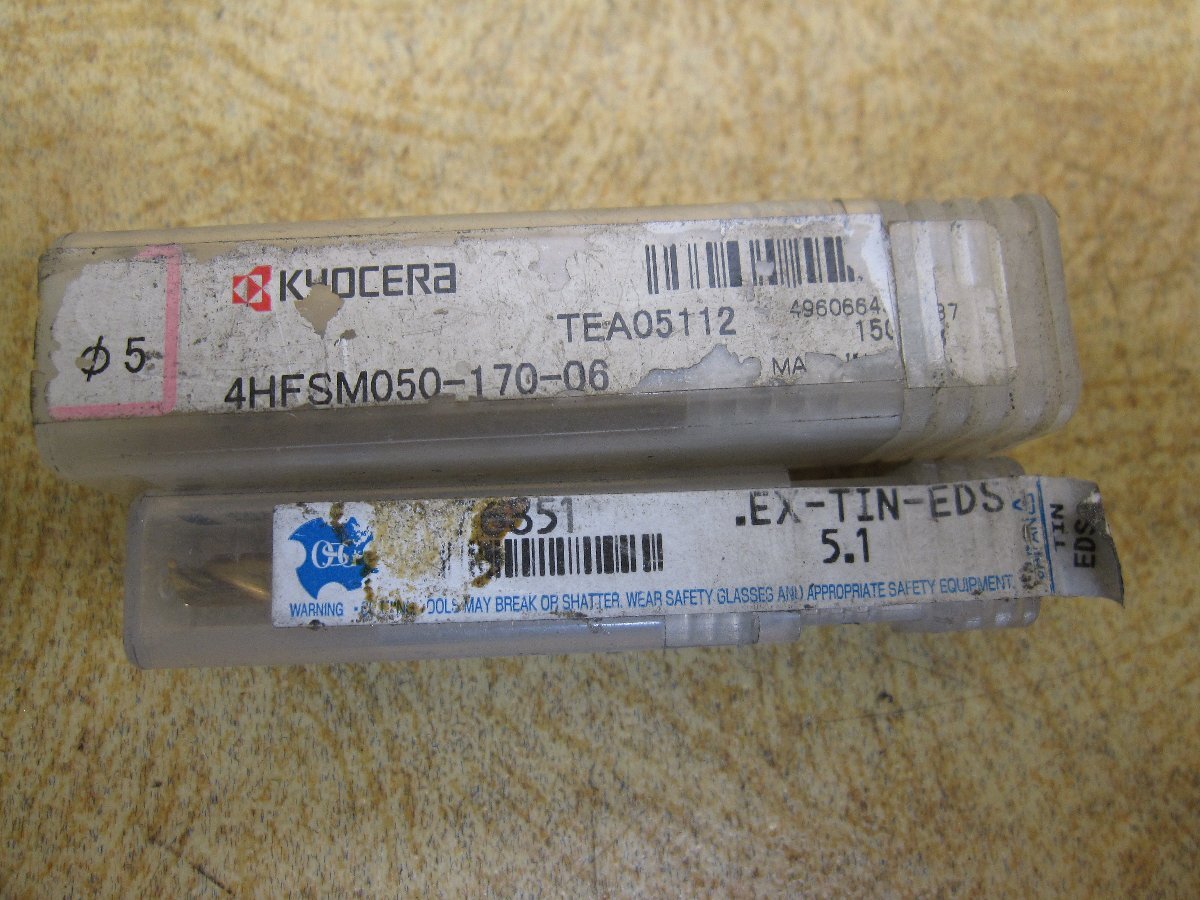 KYOCERA
φ5
TEA05112
4HFSM050-170-06
.EX-TIN-EDS
5.1
TIN
EDS
WARNING TOOLS MAY BREAK OR SHATTER. WEAR SAFETY GLASSES AND APPROPRIATE SAFETY EQUIPMENT.